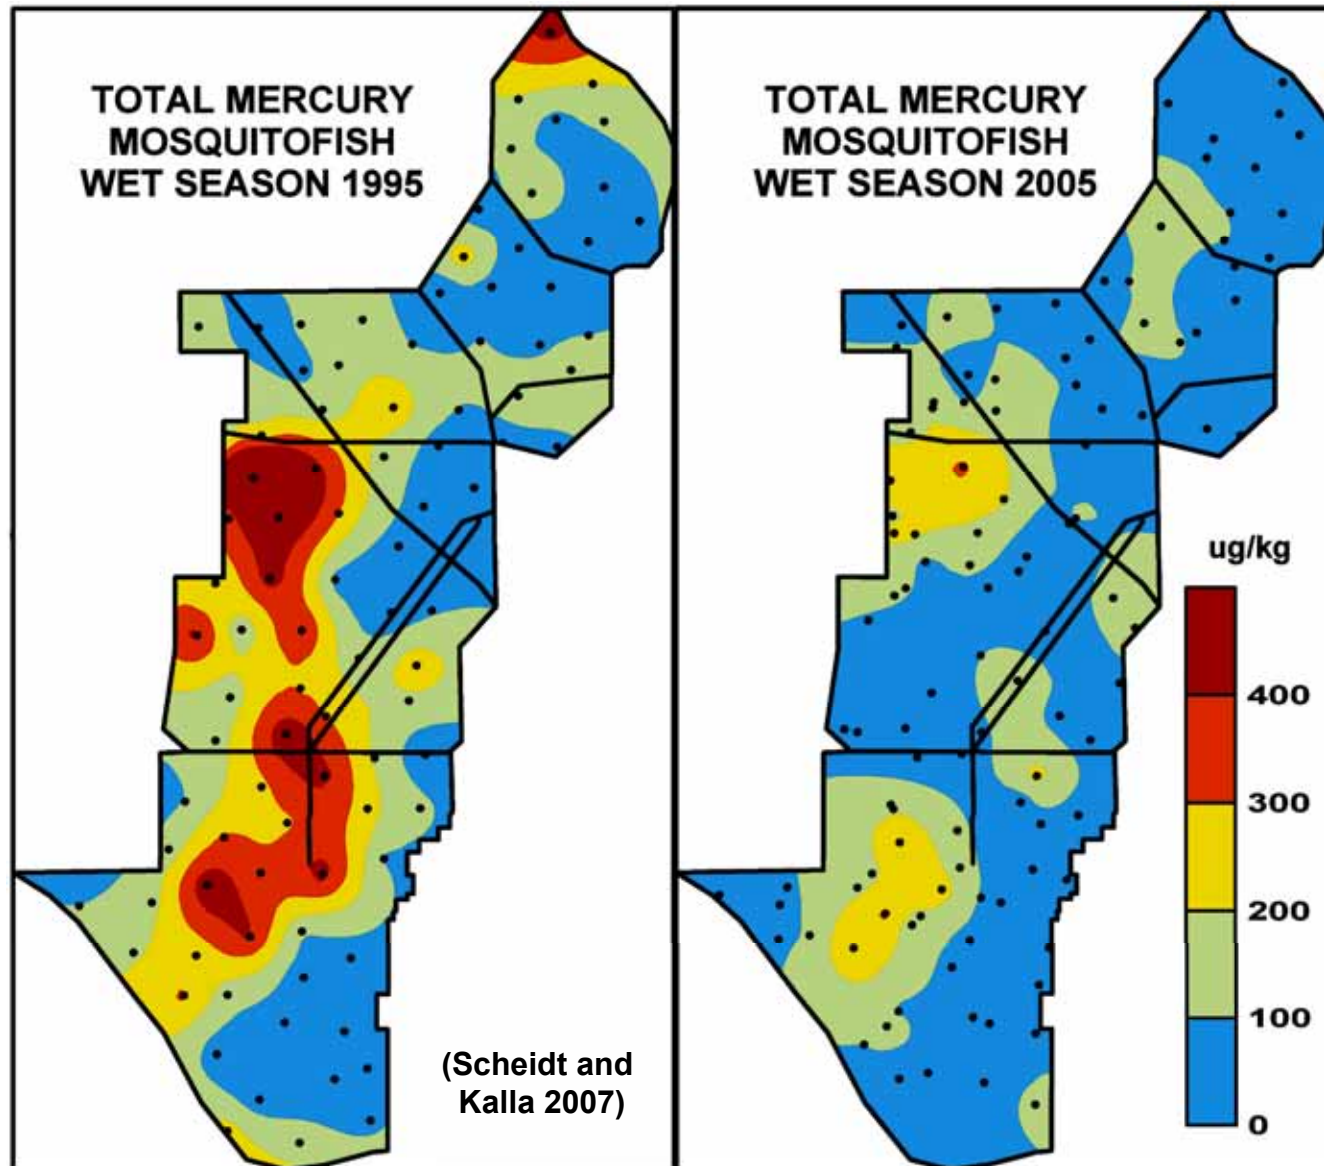 TOTAL MERCURY
MOSQUITOFISH
WET SEASON 1995
(Scheidt and
Kalla 2007)
TOTAL MERCURY
MOSQUITOFISH
WET SEASON 2005
ug/kg
400
300
200
100
0